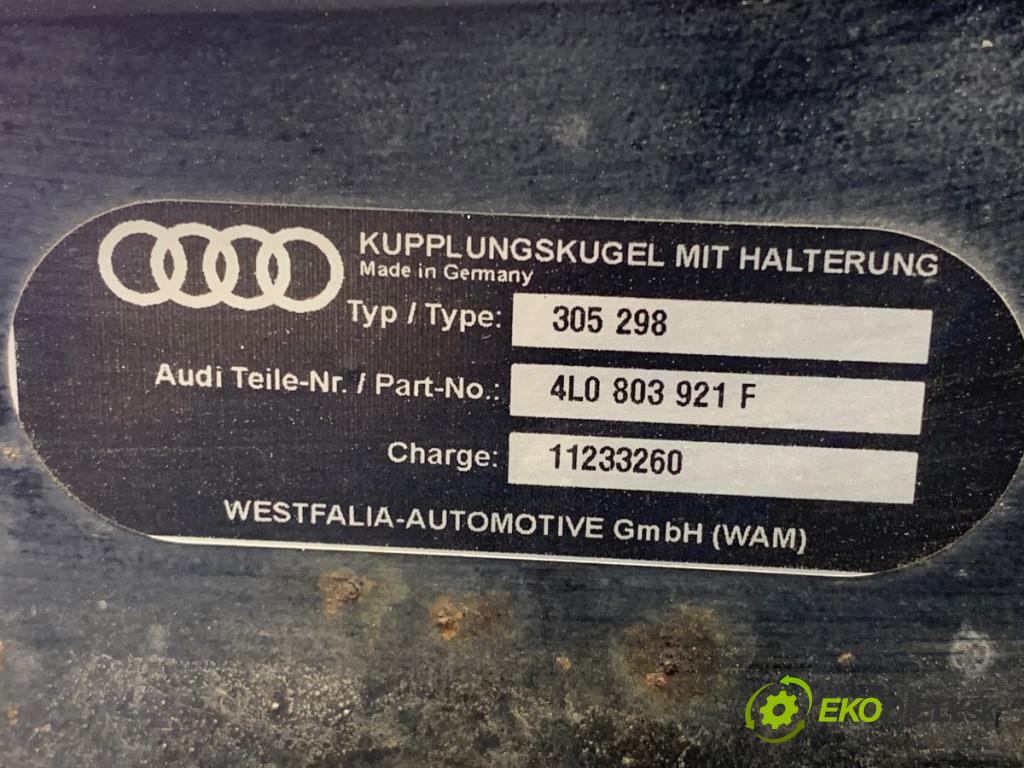 KUPPLUNGSKUGEL MIT HALTERUNG
Made in Germany
Typ / Type: 305 298
Audi Teile-Nr. / Part-No.: 4L0 803 921 F
Charge: 11233260
WESTFALIA-AUTOMOTIVE GmbH (WAM)
EKO